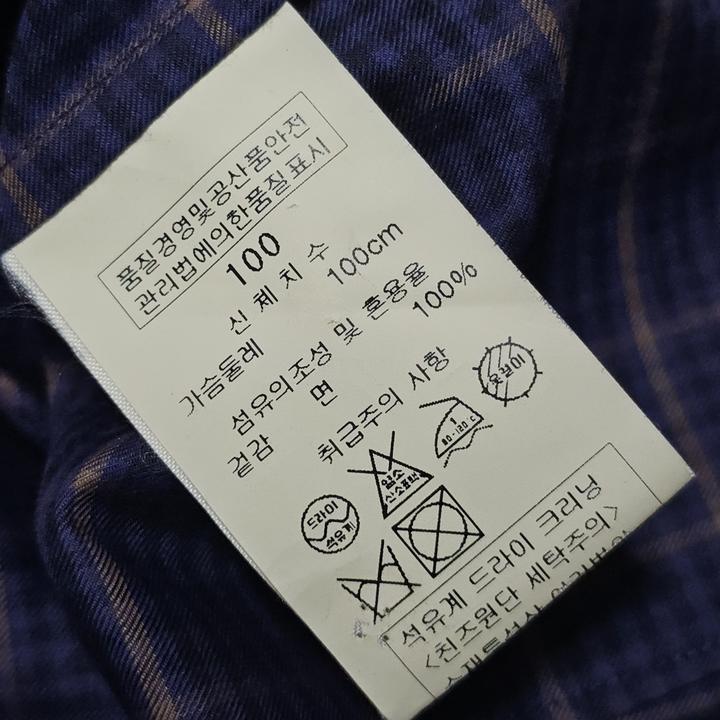 품질경영및공산품안전
관리법에의한품질표시
100
신체치수
가슴둘레 100cm
섬유의조성 및 혼용율
겉감 면 100%
취급주의 사항
드라이
석유계
염소
산소표백
1
80-120℃
옷걸이
석유계 드라이 크리닝
<친즈원단 세탁주의>